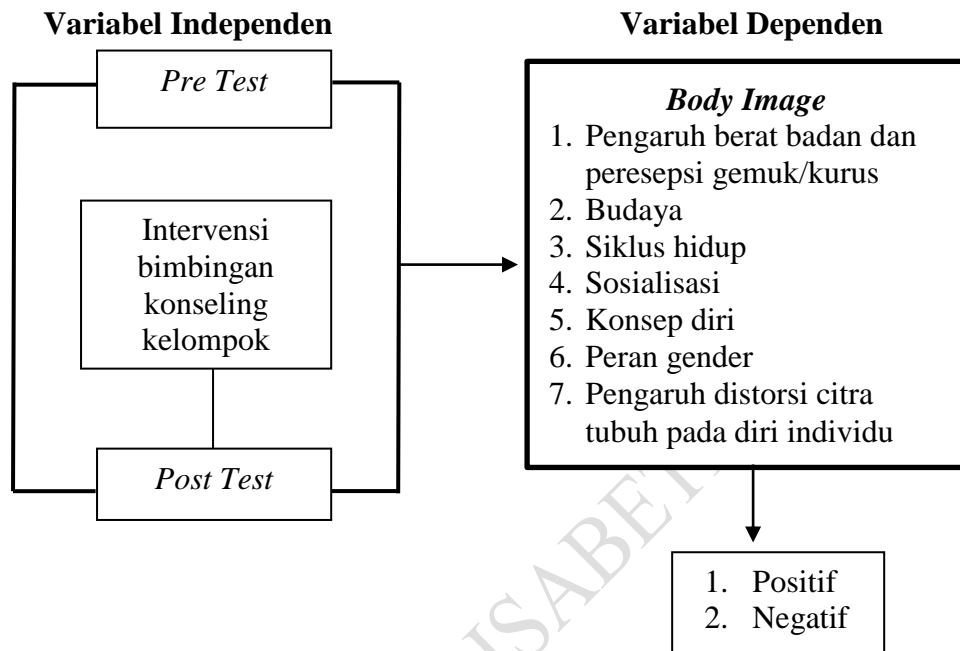 Variabel Independen
Variabel Dependen
Pre Test
Intervensi
bimbingan
konseling
kelompok
Post Test
Body Image
1. Pengaruh berat badan dan
peresepsi gemuk/kurus
2. Budaya
3. Siklus hidup
4. Sosialisasi
5. Konsep diri
6. Peran gender
7. Pengaruh distorsi citra
tubuh pada diri individu
1. Positif
2. Negatif